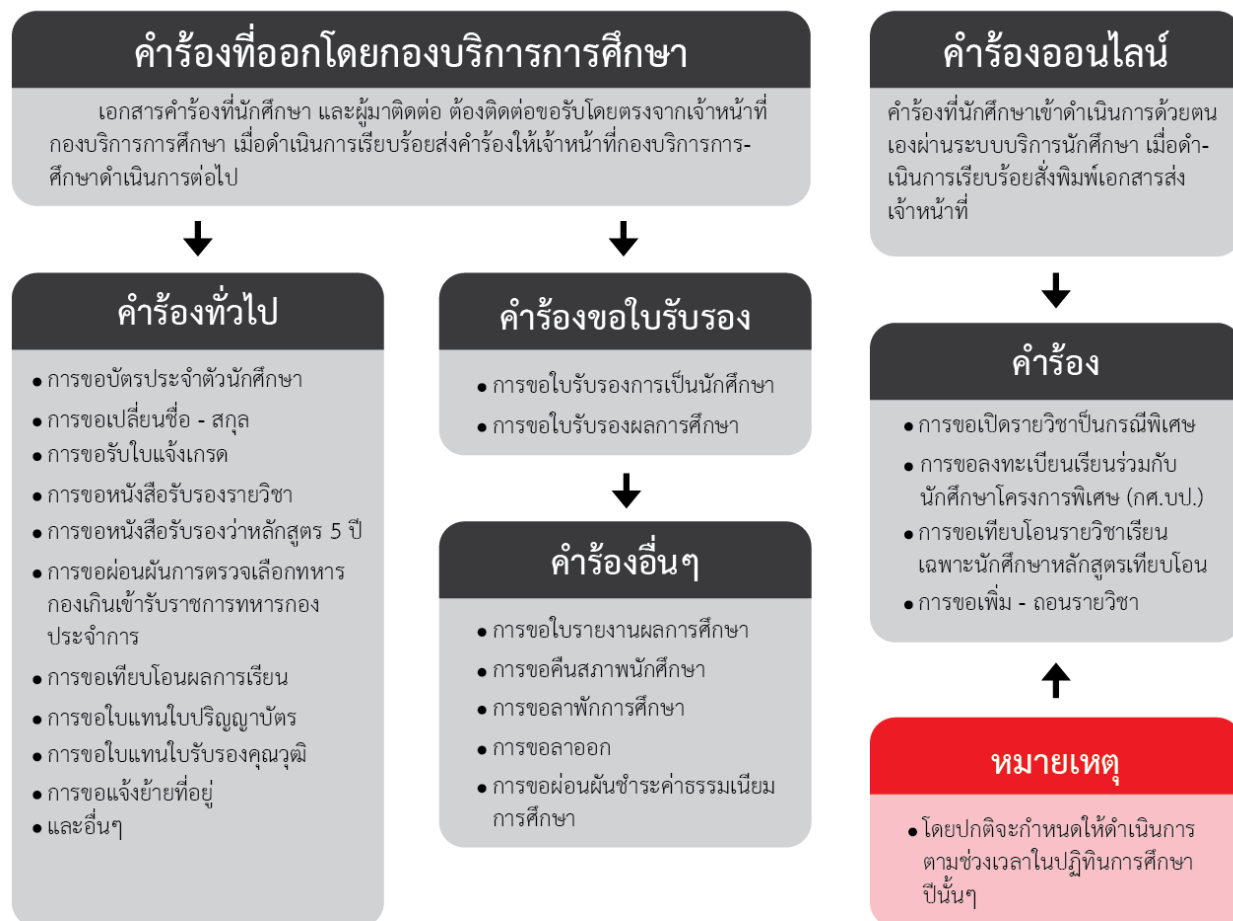 คำร้องที่ออกโดยกองบริการการศึกษา
เอกสารคำร้องที่นักศึกษา และผู้มาติดต่อ ต้องติดต่อขอรับโดยตรงจากเจ้าหน้าที่
กองบริการการศึกษา เมื่อดำเนินการเรียบร้อยส่งคำร้องให้เจ้าหน้าที่กองบริการการ-
ศึกษาดำเนินการต่อไป
คำร้องทั่วไป
• การขอบัตรประจำตัวนักศึกษา
• การขอเปลี่ยนชื่อ - สกุล
• การขอรับใบแจ้งเกรด
• การขอหนังสือรับรองรายวิชา
• การขอหนังสือรับรองว่าหลักสูตร 5 ปี
• การขอผ่อนผันการตรวจเลือกทหาร
กองเกินเข้ารับราชการทหารกอง
ประจำการ
• การขอเทียบโอนผลการเรียน
• การขอใบแทนใบปริญญาบัตร
• การขอใบแทนใบรับรองคุณวุฒิ
• การขอแจ้งย้ายที่อยู่
• และอื่นๆ
คำร้องขอใบรับรอง
• การขอใบรับรองการเป็นนักศึกษา
• การขอใบรับรองผลการศึกษา
คำร้องอื่นๆ
• การขอใบรายงานผลการศึกษา
• การขอคืนสภาพนักศึกษา
• การขอลาพักการศึกษา
• การขอลาออก
• การขอผ่อนผันชำระค่าธรรมเนียม
การศึกษา
คำร้องออนไลน์
คำร้องที่นักศึกษาเข้าดำเนินการด้วยตน
เองผ่านระบบบริการนักศึกษา เมื่อดำ-
เนินการเรียบร้อยสั่งพิมพ์เอกสารส่ง
เจ้าหน้าที่
คำร้อง
• การขอเปิดรายวิชาป็นกรณีพิเศษ
• การขอลงทะเบียนเรียนร่วมกับ
นักศึกษาโครงการพิเศษ (กศ.บป.)
• การขอเทียบโอนรายวิชาเรียน
เฉพาะนักศึกษาหลักสูตรเทียบโอน
• การขอเพิ่ม - ถอนรายวิชา
หมายเหตุ
• โดยปกติจะกำหนดให้ดำเนินการ
ตามช่วงเวลาในปฏิทินการศึกษา
ปีนั้นๆ